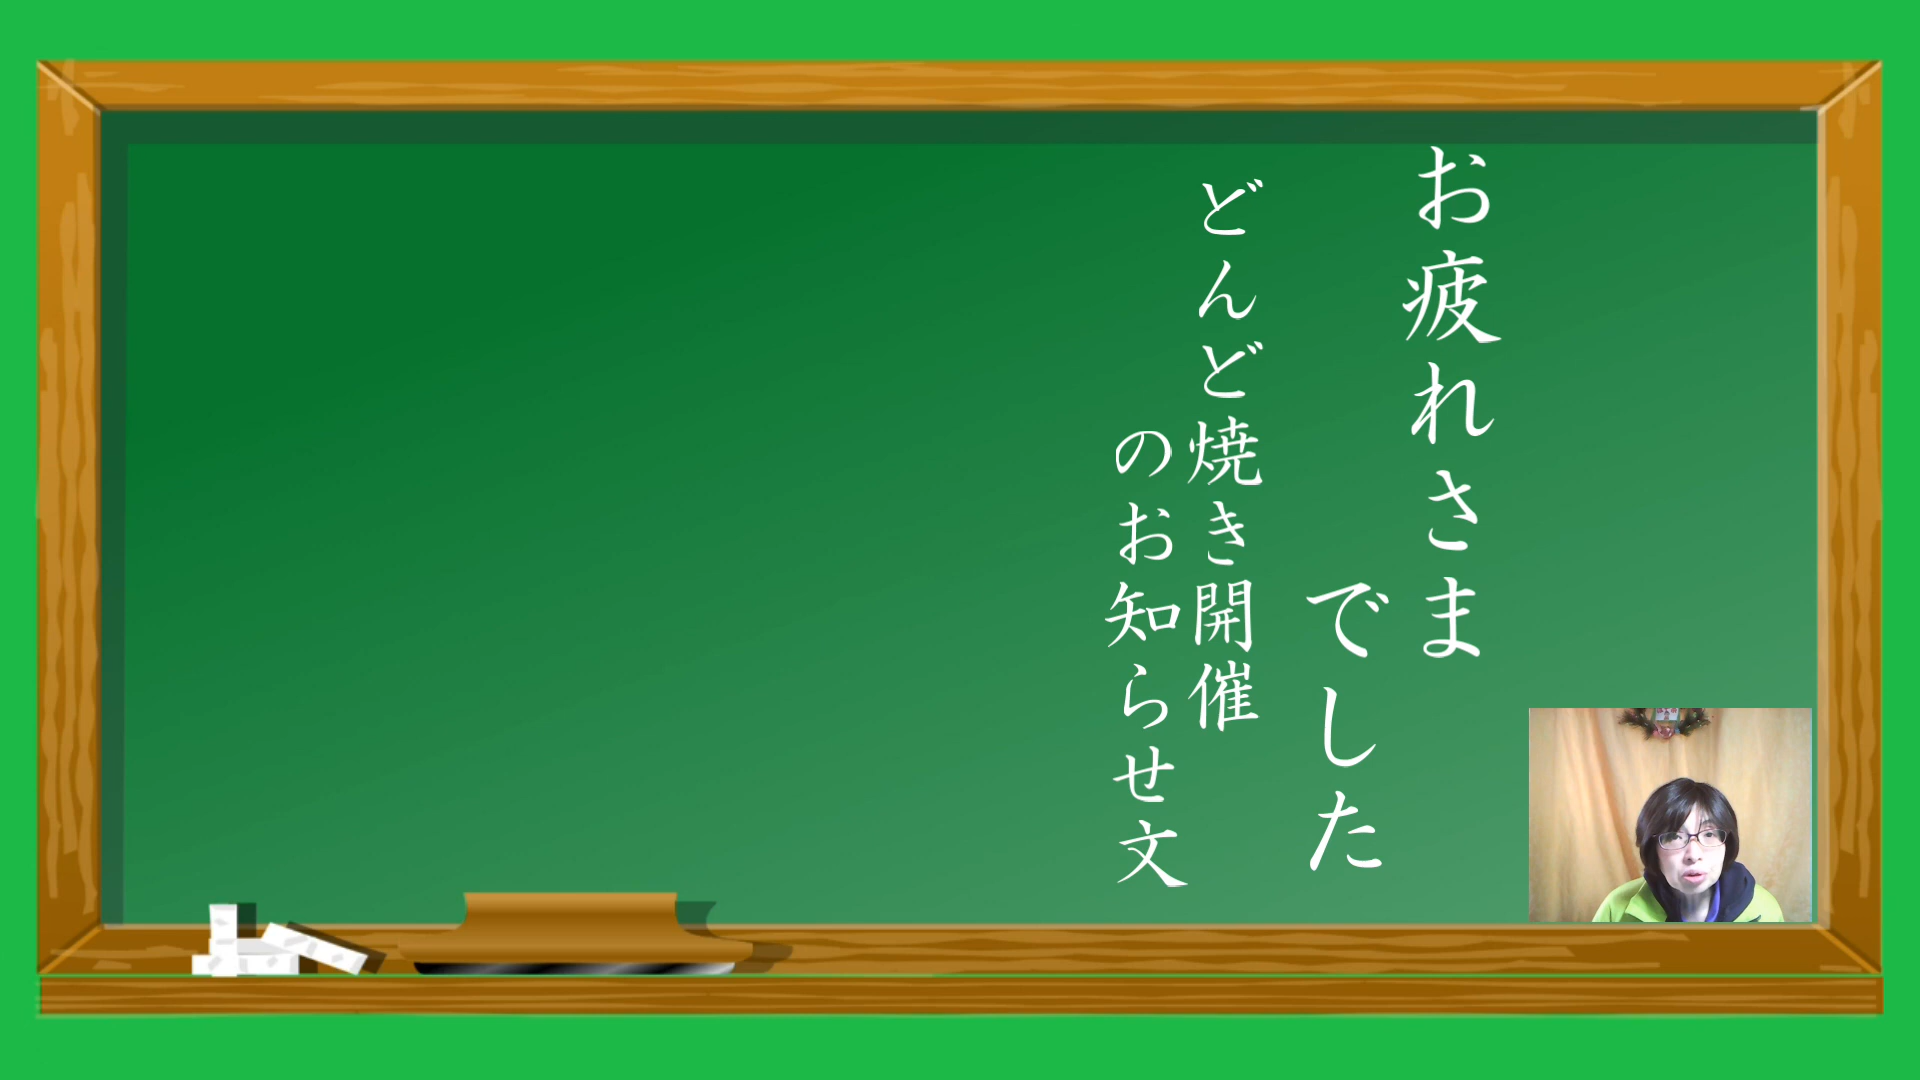 お疲れさま
でした
どんど焼き開催
のお知らせ文